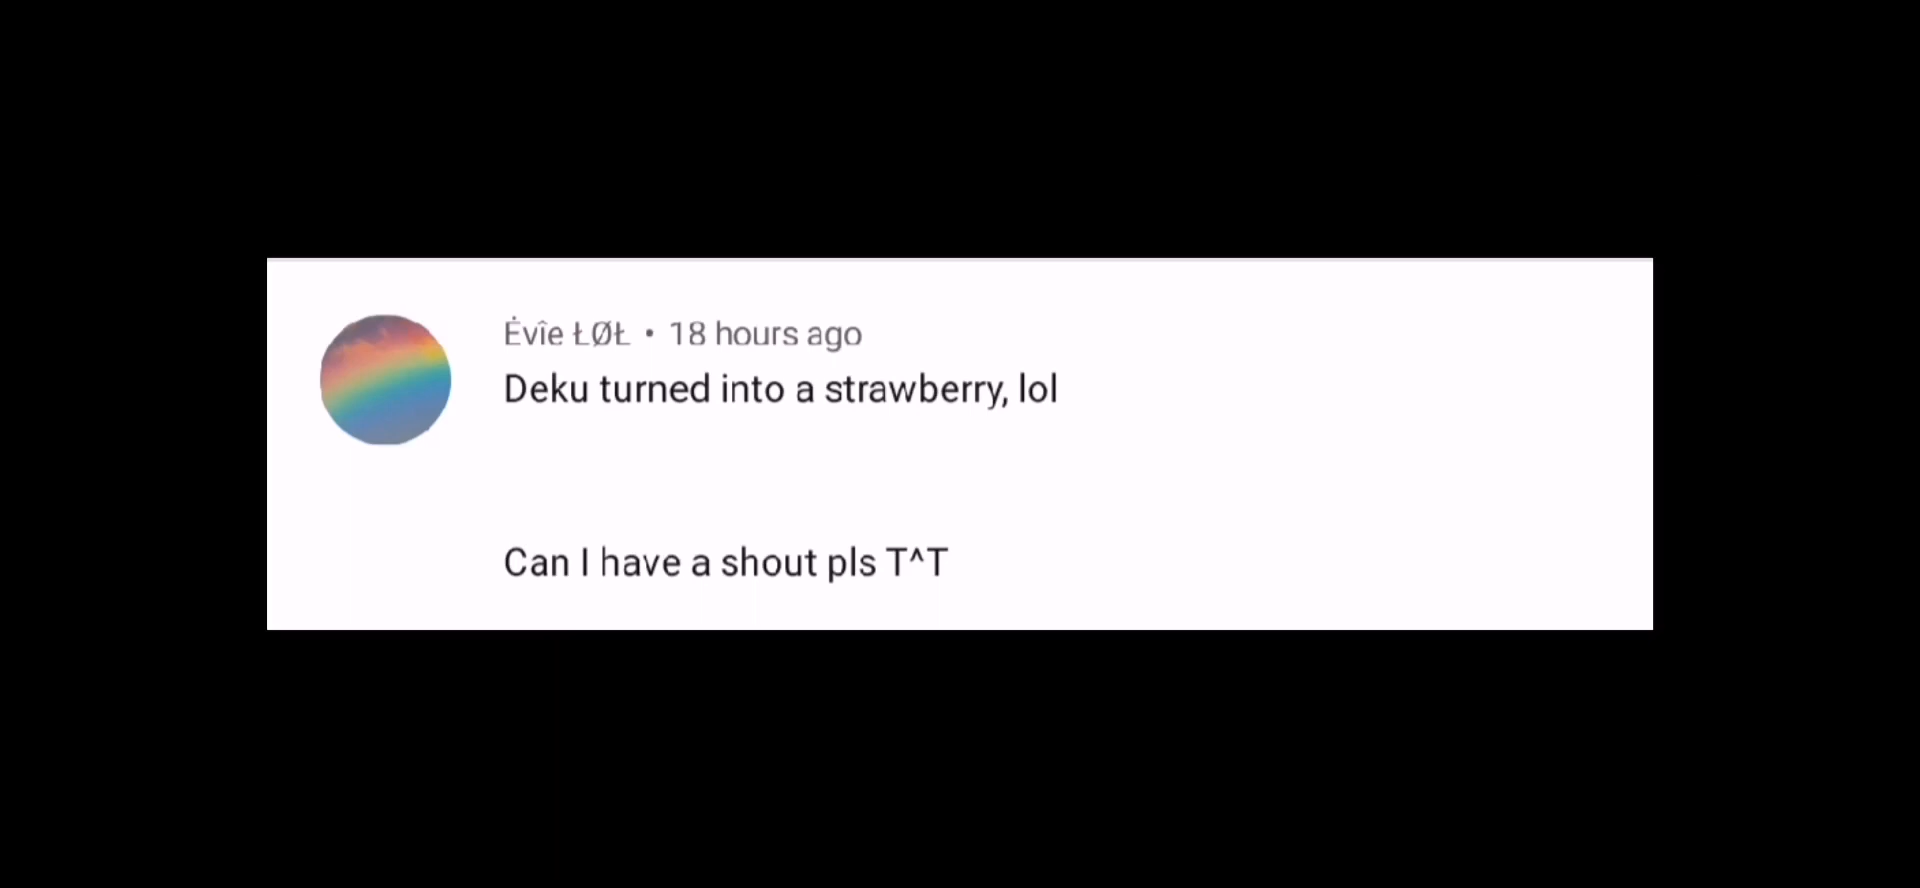 Ėvîe ŁØŁ • 18 hours ago
Deku turned into a strawberry, lol
Can I have a shout pls T^T